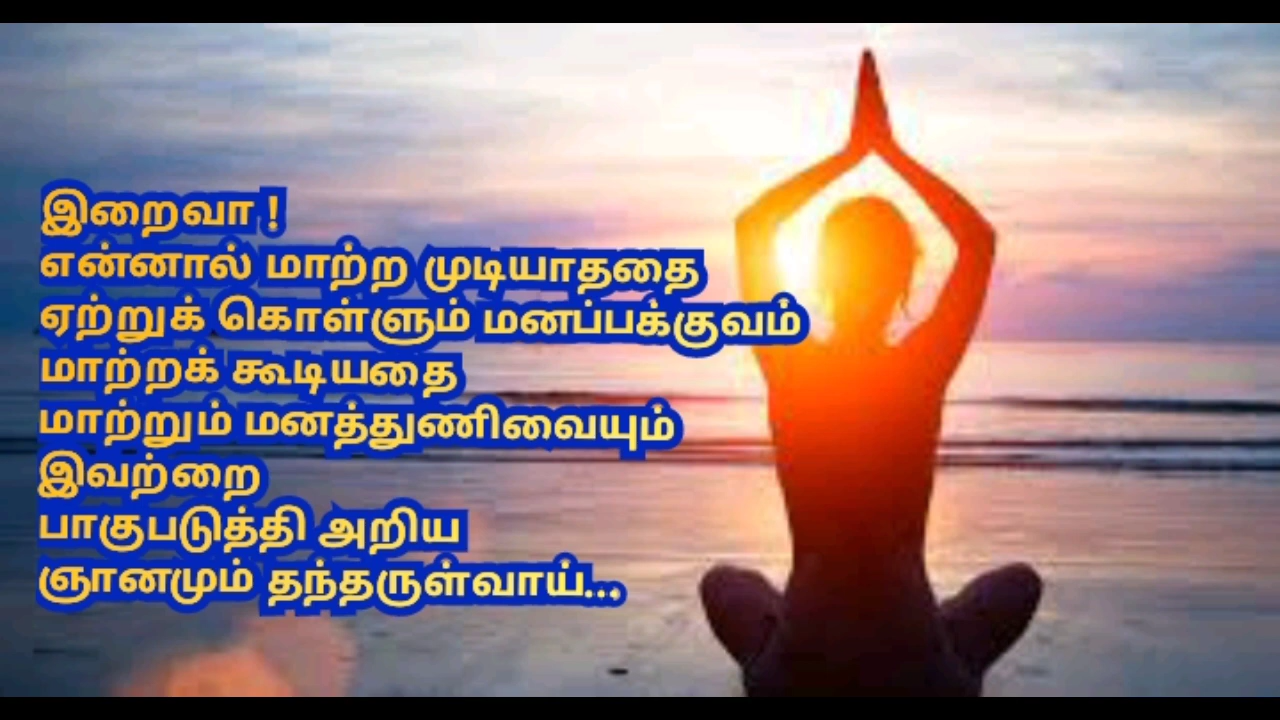 இறைவா !
என்னால் மாற்ற முடியாததை
ஏற்றுக் கொள்ளும் மனப்பக்குவம்
மாற்றக் கூடியதை
மாற்றும் மனத்துணிவையும்
இவற்றை
பாகுபடுத்தி அறிய
ஞானமும் தந்தருள்வாய்...